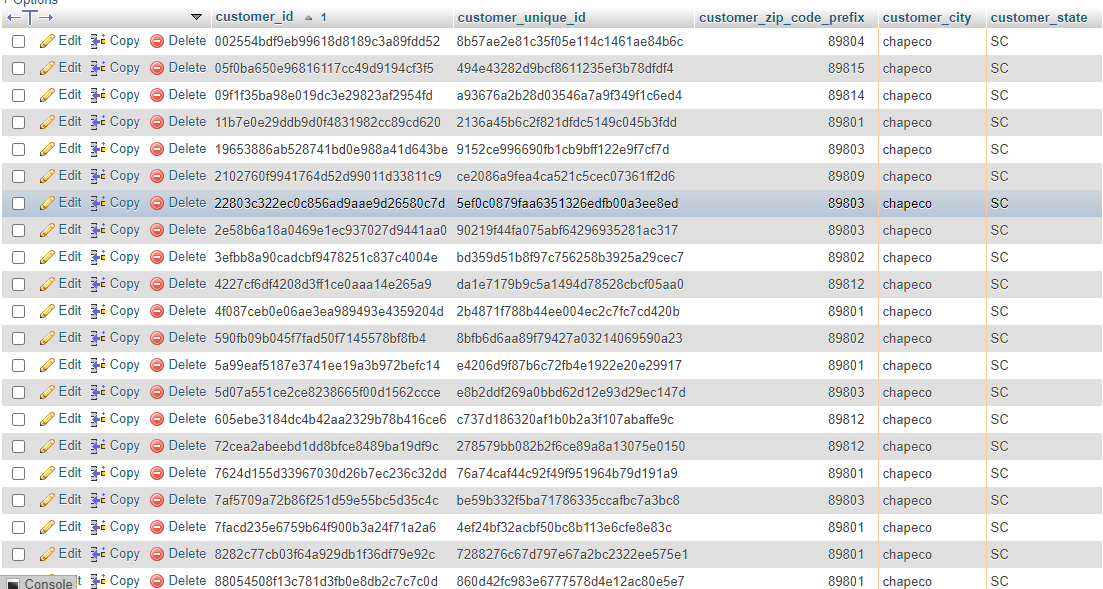 Options
customer_id 1 customer_unique_id customer_zip_code_prefix customer_city customer_state
Edit Copy Delete 002554bdf9eb99618d8189c3a89fdd52 8b57ae2e81c35f05e114c1461ae84b6c 89804 chapeco SC
Edit Copy Delete 05f0ba650e96816117cc49d9194cf3f5 494e43282d9bcf8611235ef3b78dfdf4 89815 chapeco SC
Edit Copy Delete 09f1f35ba98e019dc3e29823af2954fd a93676a2b28d03546a7a9f349f1c6ed4 89814 chapeco SC
Edit Copy Delete 11b7e0e29ddb9d0f4831982cc89cd620 2136a45b6c2f821dfdc5149c045b3fdd 89801 chapeco SC
Edit Copy Delete 19653886ab528741bd0e988a41d643be 9152ce996690fb1cb9bff122e9f7cf7d 89803 chapeco SC
Edit Copy Delete 2102760f9941764d52d99011d33811c9 ce2086a9fea4ca521c5cec07361ff2d6 89809 chapeco SC
Edit Copy Delete 22803c322ec0c856ad9aae9d26580c7d 5ef0c0879faa6351326edfb00a3ee8ed 89803 chapeco SC
Edit Copy Delete 2e58b6a18a0469e1ec937027d9441aa0 90219f44fa075abf64296935281ac317 89803 chapeco SC
Edit Copy Delete 3efbb8a90cadcbf9478251c837c4004e bd359d51b8f97c756258b3925a29cec7 89802 chapeco SC
Edit Copy Delete 4227cf6df4208d3ff1ce0aaa14e265a9 da1e7179b9c5a1494d78528cbcf05aa0 89812 chapeco SC
Edit Copy Delete 4f087ceb0e06ae3ea989493e4359204d 2b4871f788b44ee004ec2c7fc7cd420b 89801 chapeco SC
Edit Copy Delete 590fb09b045f7fad50f7145578bf8fb4 8bfb6d6aa89f79427a03214069590a23 89802 chapeco SC
Edit Copy Delete 5a99eaf5187e3741ee19a3b972befc14 e4206d9f87b6c72fb4e1922e20e29917 89801 chapeco SC
Edit Copy Delete 5d07a551ce2ce8238665f00d1562ccce e8b2ddf269a0bbd62d12e93d29ec147d 89803 chapeco SC
Edit Copy Delete 605ebe3184dc4b42aa2329b78b416ce6 c737d186320af1b0b2a3f107abaffe9c 89812 chapeco SC
Edit Copy Delete 72cea2abeebd1dd8bfce8489ba19df9c 278579bb082b2f6ce89a8a13075e0150 89812 chapeco SC
Edit Copy Delete 7624d155d33967030d26b7ec236c32dd 76a74caf44c92f49f951964b79d191a9 89801 chapeco SC
Edit Copy Delete 7af5709a72b86f251d59e55bc5d35c4c be59b332f5ba71786335ccafbc7a3bc8 89803 chapeco SC
Edit Copy Delete 7facd235e6759b64f900b3a24f71a2a6 4ef24bf32acbf50bc8b113e6cfe8e83c 89801 chapeco SC
Edit Copy Delete 8282c77cb03f64a929db1f36df79e92c 7288276c67d797e67a2bc2322ee575e1 89801 chapeco SC
Copy Delete 88054508f13c781d3fb0e8db2c7c7c0d 860d42fc983e6777578d4e12ac80e5e7 89801 chapeco SC
Console